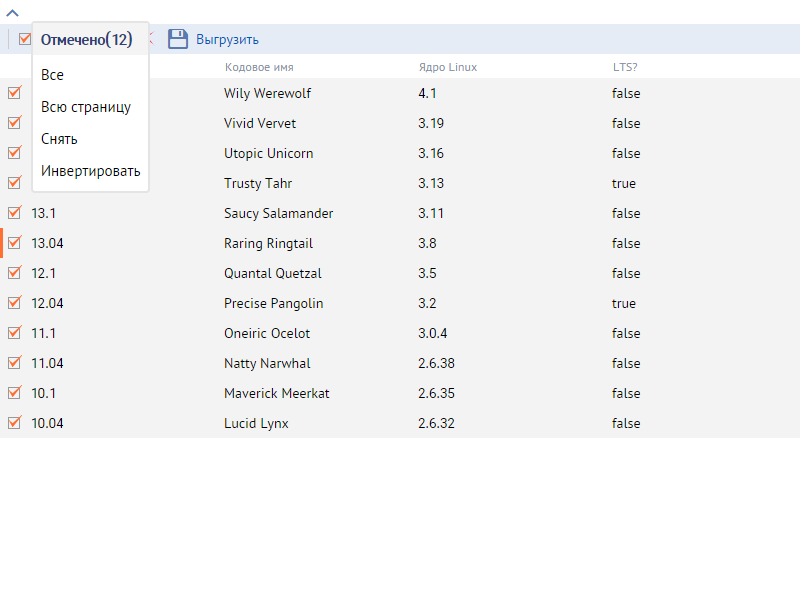 Отмечено(12) Выгрузить
Кодовое имя Ядро Linux LTS?
Все
Всю страницу
Снять
Инвертировать
Wily Werewolf 4.1 false
Vivid Vervet 3.19 false
Utopic Unicorn 3.16 false
Trusty Tahr 3.13 true
13.1 Saucy Salamander 3.11 false
13.04 Raring Ringtail 3.8 false
12.1 Quantal Quetzal 3.5 false
12.04 Precise Pangolin 3.2 true
11.1 Oneiric Ocelot 3.0.4 false
11.04 Natty Narwhal 2.6.38 false
10.1 Maverick Meerkat 2.6.35 false
10.04 Lucid Lynx 2.6.32 false